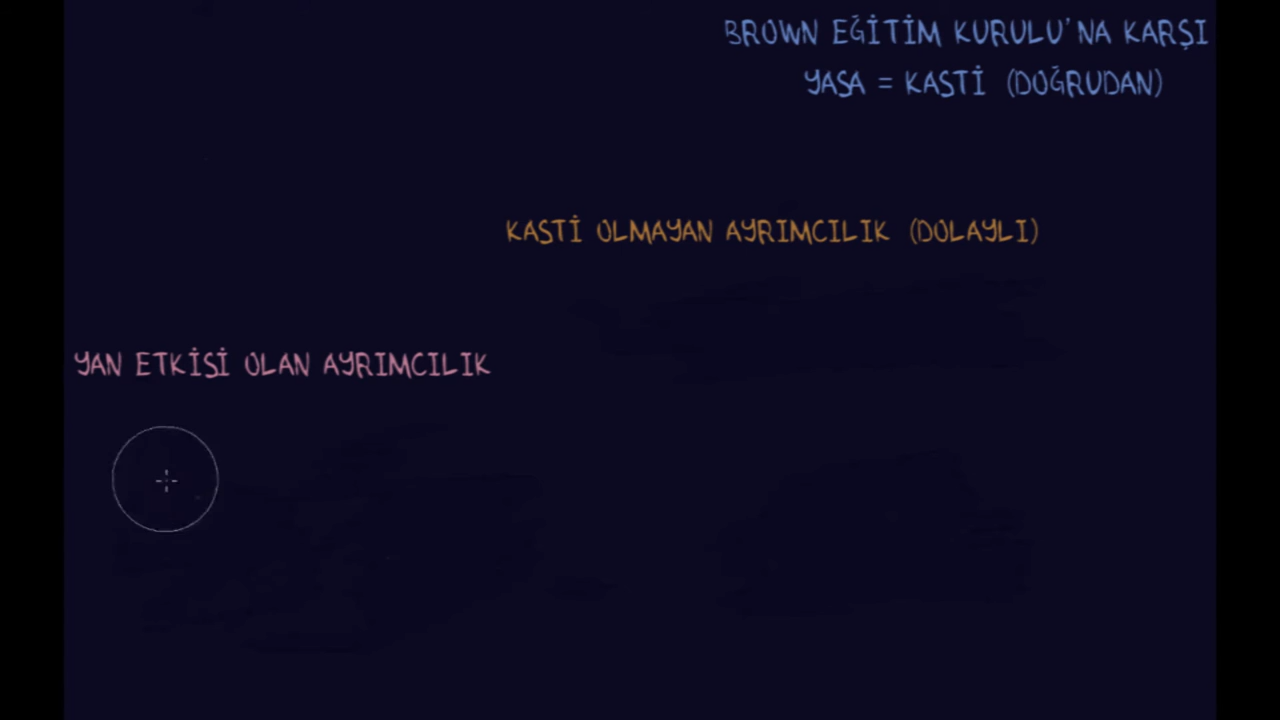 BROWN EĞİTİM KURULU'NA KARŞI
YASA = KASTİ (DOĞRUDAN)
KASTİ OLMAYAN AYRIMCILIK (DOLAYLI)
YAN ETKİSİ OLAN AYRIMCILIK